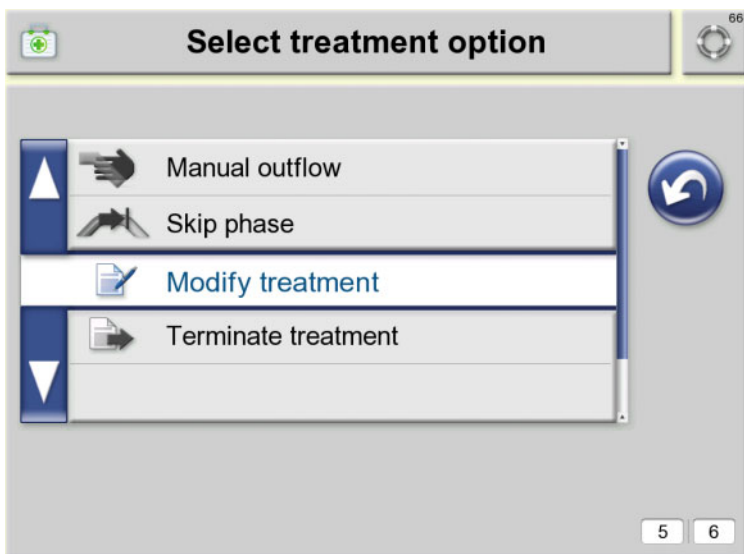 Select treatment option
66
Manual outflow
Skip phase
Modify treatment
Terminate treatment
5 6